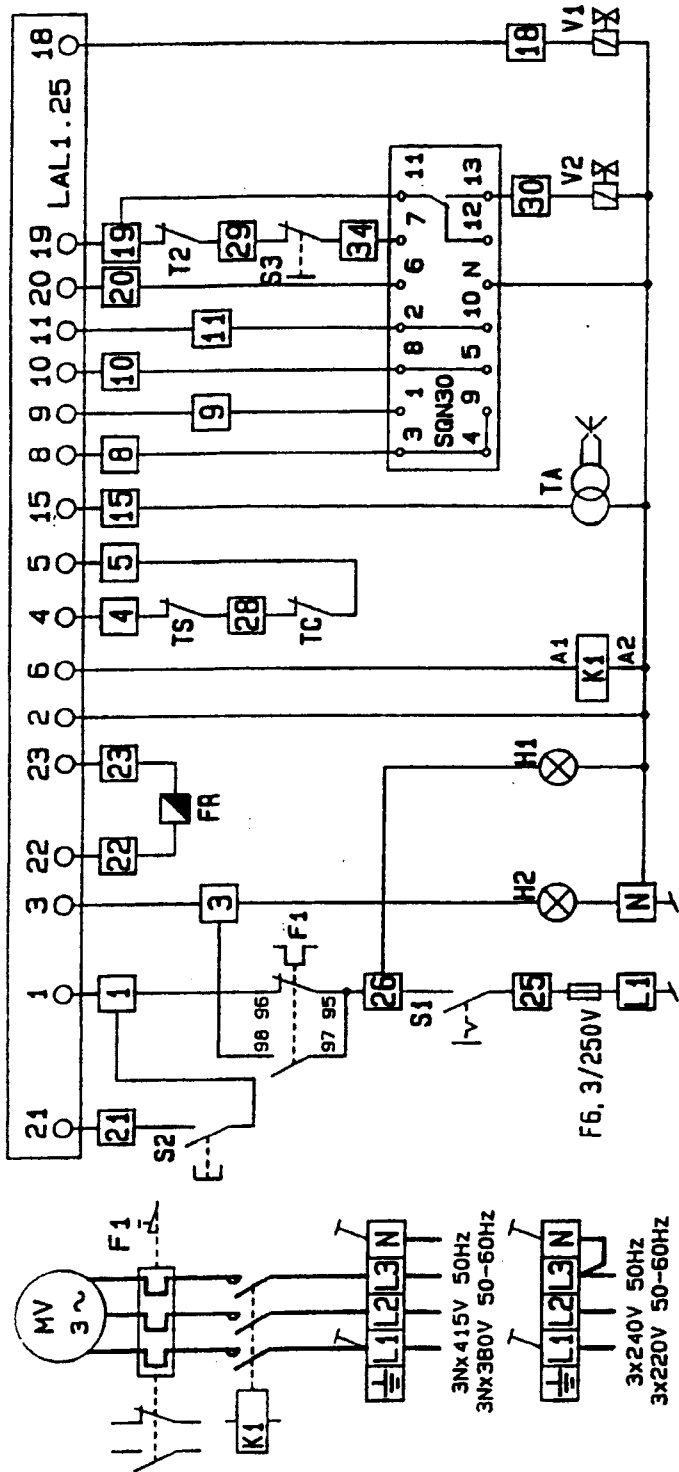 LAL1.25
21 1 3 22 23 2 6 4 5 15 8 9 10 11 20 19 18
21 1 22 23 4 5 15 8 10 20 19
3 9 11
S2
98 96
97 95
F1
FR
TS
28
TC
T2
29
S3
34
3 1 8 2 6 7 11
SQN30
4 9 5 10 N 12 13
26
S1
25
F6.3/250V
L1
H2
N
H1
A1
K1
A2
TA
30
V2
18
V1
MV
3 ~
F1
K1
L1 L2 L3 N
3Nx415V 50Hz
3Nx380V 50-60Hz
L1 L2 L3 N
3x240V 50Hz
3x220V 50-60Hz